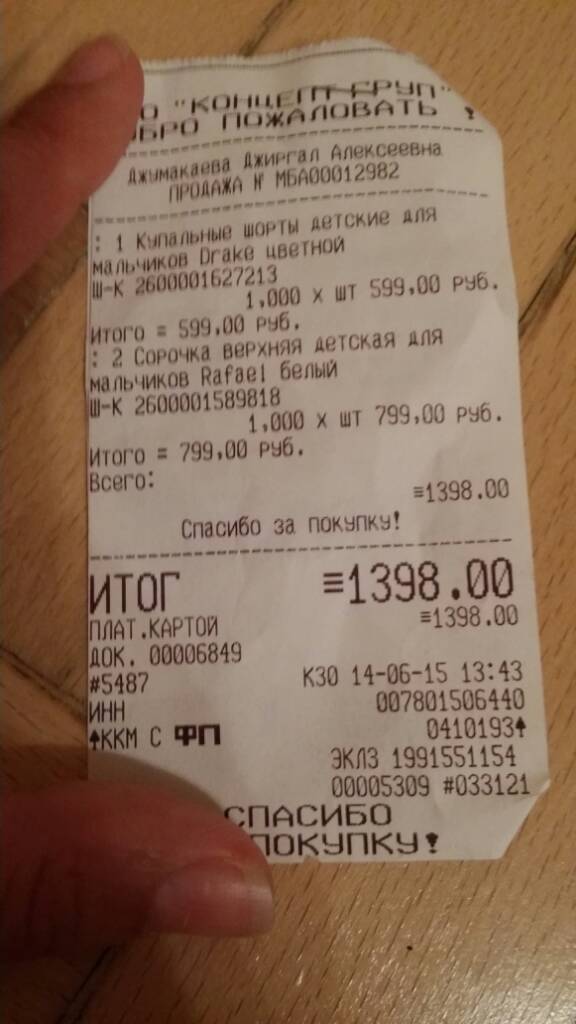 О "КОНЦЕПТ-ГРУП"
БРО ПОЖАЛОВАТЬ !
Джумакаева Джиргал Алексеевна
ПРОДАЖА № МБА00012982
: 1 Купальные шорты детские для
мальчиков Drake цветной
Ш-К 2600001627213
1,000 X шт 599,00 руб.
Итого = 599,00 руб.
: 2 Сорочка верхняя детская для
мальчиков Rafael белый
Ш-К 2600001589818
1,000 X шт 799,00 руб.
Итого = 799,00 руб.
Всего:
≡1398.00
Спасибо за покупку!
ИТОГ ≡1398.00
ПЛАТ.КАРТОЙ ≡1398.00
ДОК. 00006849
#5487 К30 14-06-15 13:43
ИНН 007801506440
ККМ С ФП 0410193
ЭКЛЗ 1991551154
00005309 #033121
СПАСИБО
ПОКУПКУ!